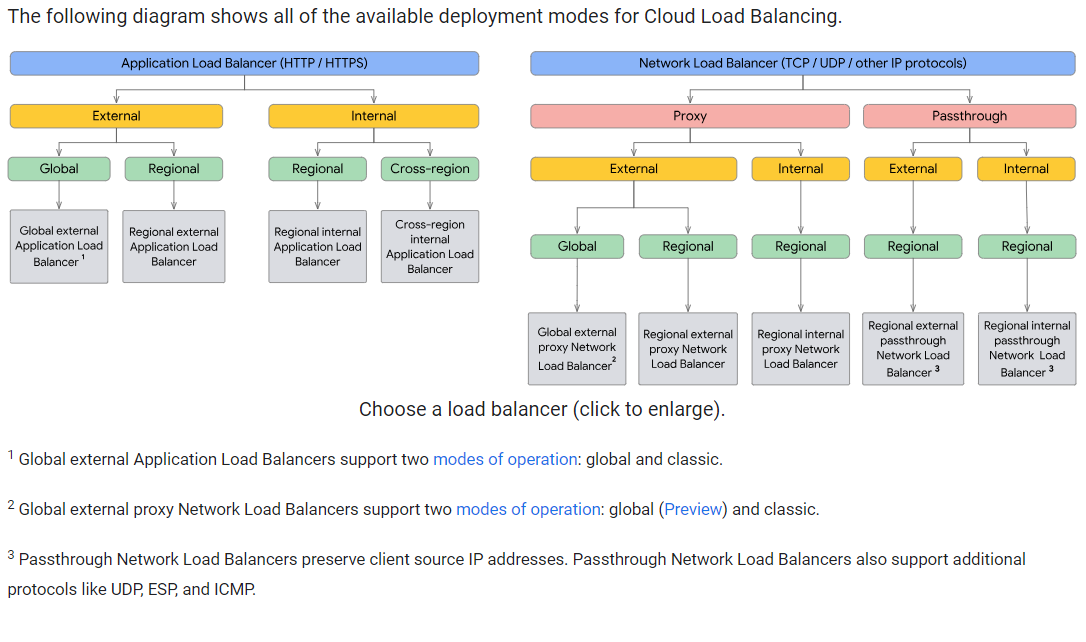 The following diagram shows all of the available deployment modes for Cloud Load Balancing.
Application Load Balancer (HTTP / HTTPS)
External
Internal
Global
Regional
Regional
Cross-region
Global external
Application Load
Balancer 1
Regional external
Application Load
Balancer
Regional internal
Application Load
Balancer
Cross-region
internal
Application Load
Balancer
Network Load Balancer (TCP / UDP / other IP protocols)
Proxy
Passthrough
External
Internal
External
Internal
Global
Regional
Regional
Regional
Regional
Global external
proxy Network
Load Balancer 2
Regional external
proxy Network
Load Balancer
Regional internal
proxy Network
Load Balancer
Regional external
passthrough
Network Load
Balancer 3
Regional internal
passthrough
Network Load
Balancer 3
Choose a load balancer (click to enlarge).
1 Global external Application Load Balancers support two modes of operation: global and classic.
2 Global external proxy Network Load Balancers support two modes of operation: global (Preview) and classic.
3 Passthrough Network Load Balancers preserve client source IP addresses. Passthrough Network Load Balancers also support additional
protocols like UDP, ESP, and ICMP.